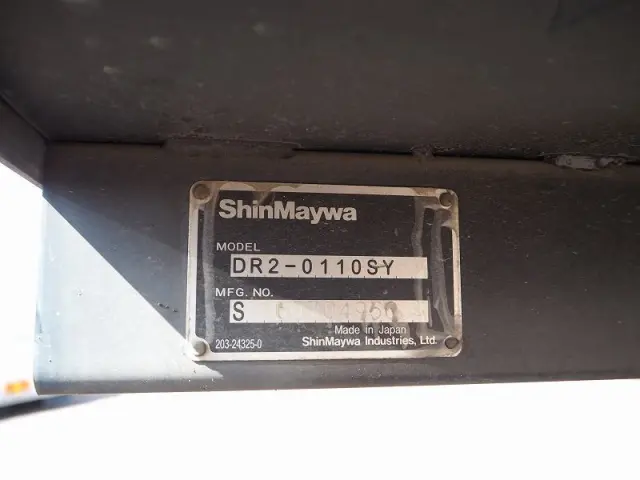 ShinMaywa
MODEL
DR2-0110SY
MFG. NO.
S
Made in Japan
203-24325-0
ShinMaywa Industries, Ltd.